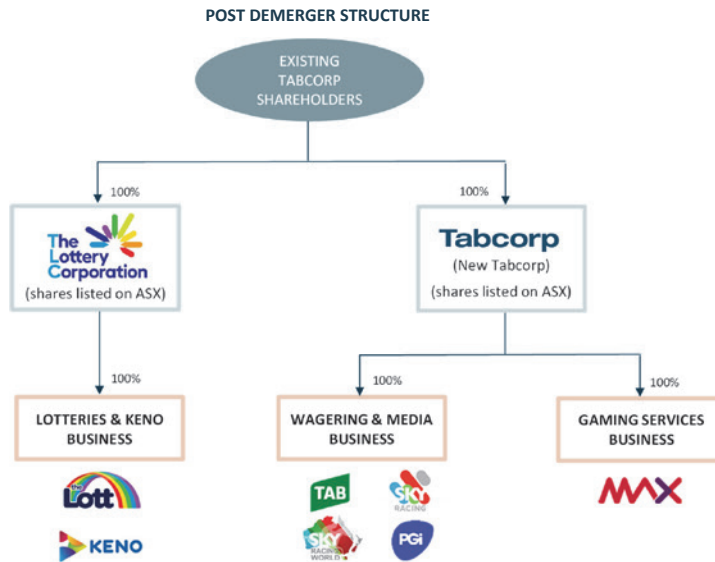 POST DEMERGER STRUCTURE
EXISTING
TABCORP
SHAREHOLDERS
100%
100%
The
Lottery
Corporation
(shares listed on ASX)
Tabcorp
(New Tabcorp)
(shares listed on ASX)
100%
100%
100%
LOTTERIES & KENO
BUSINESS
WAGERING & MEDIA
BUSINESS
GAMING SERVICES
BUSINESS
the Lott
KENO
TAB
SKY
RACING
SKY
RACING
WORLD
PGi
MAX